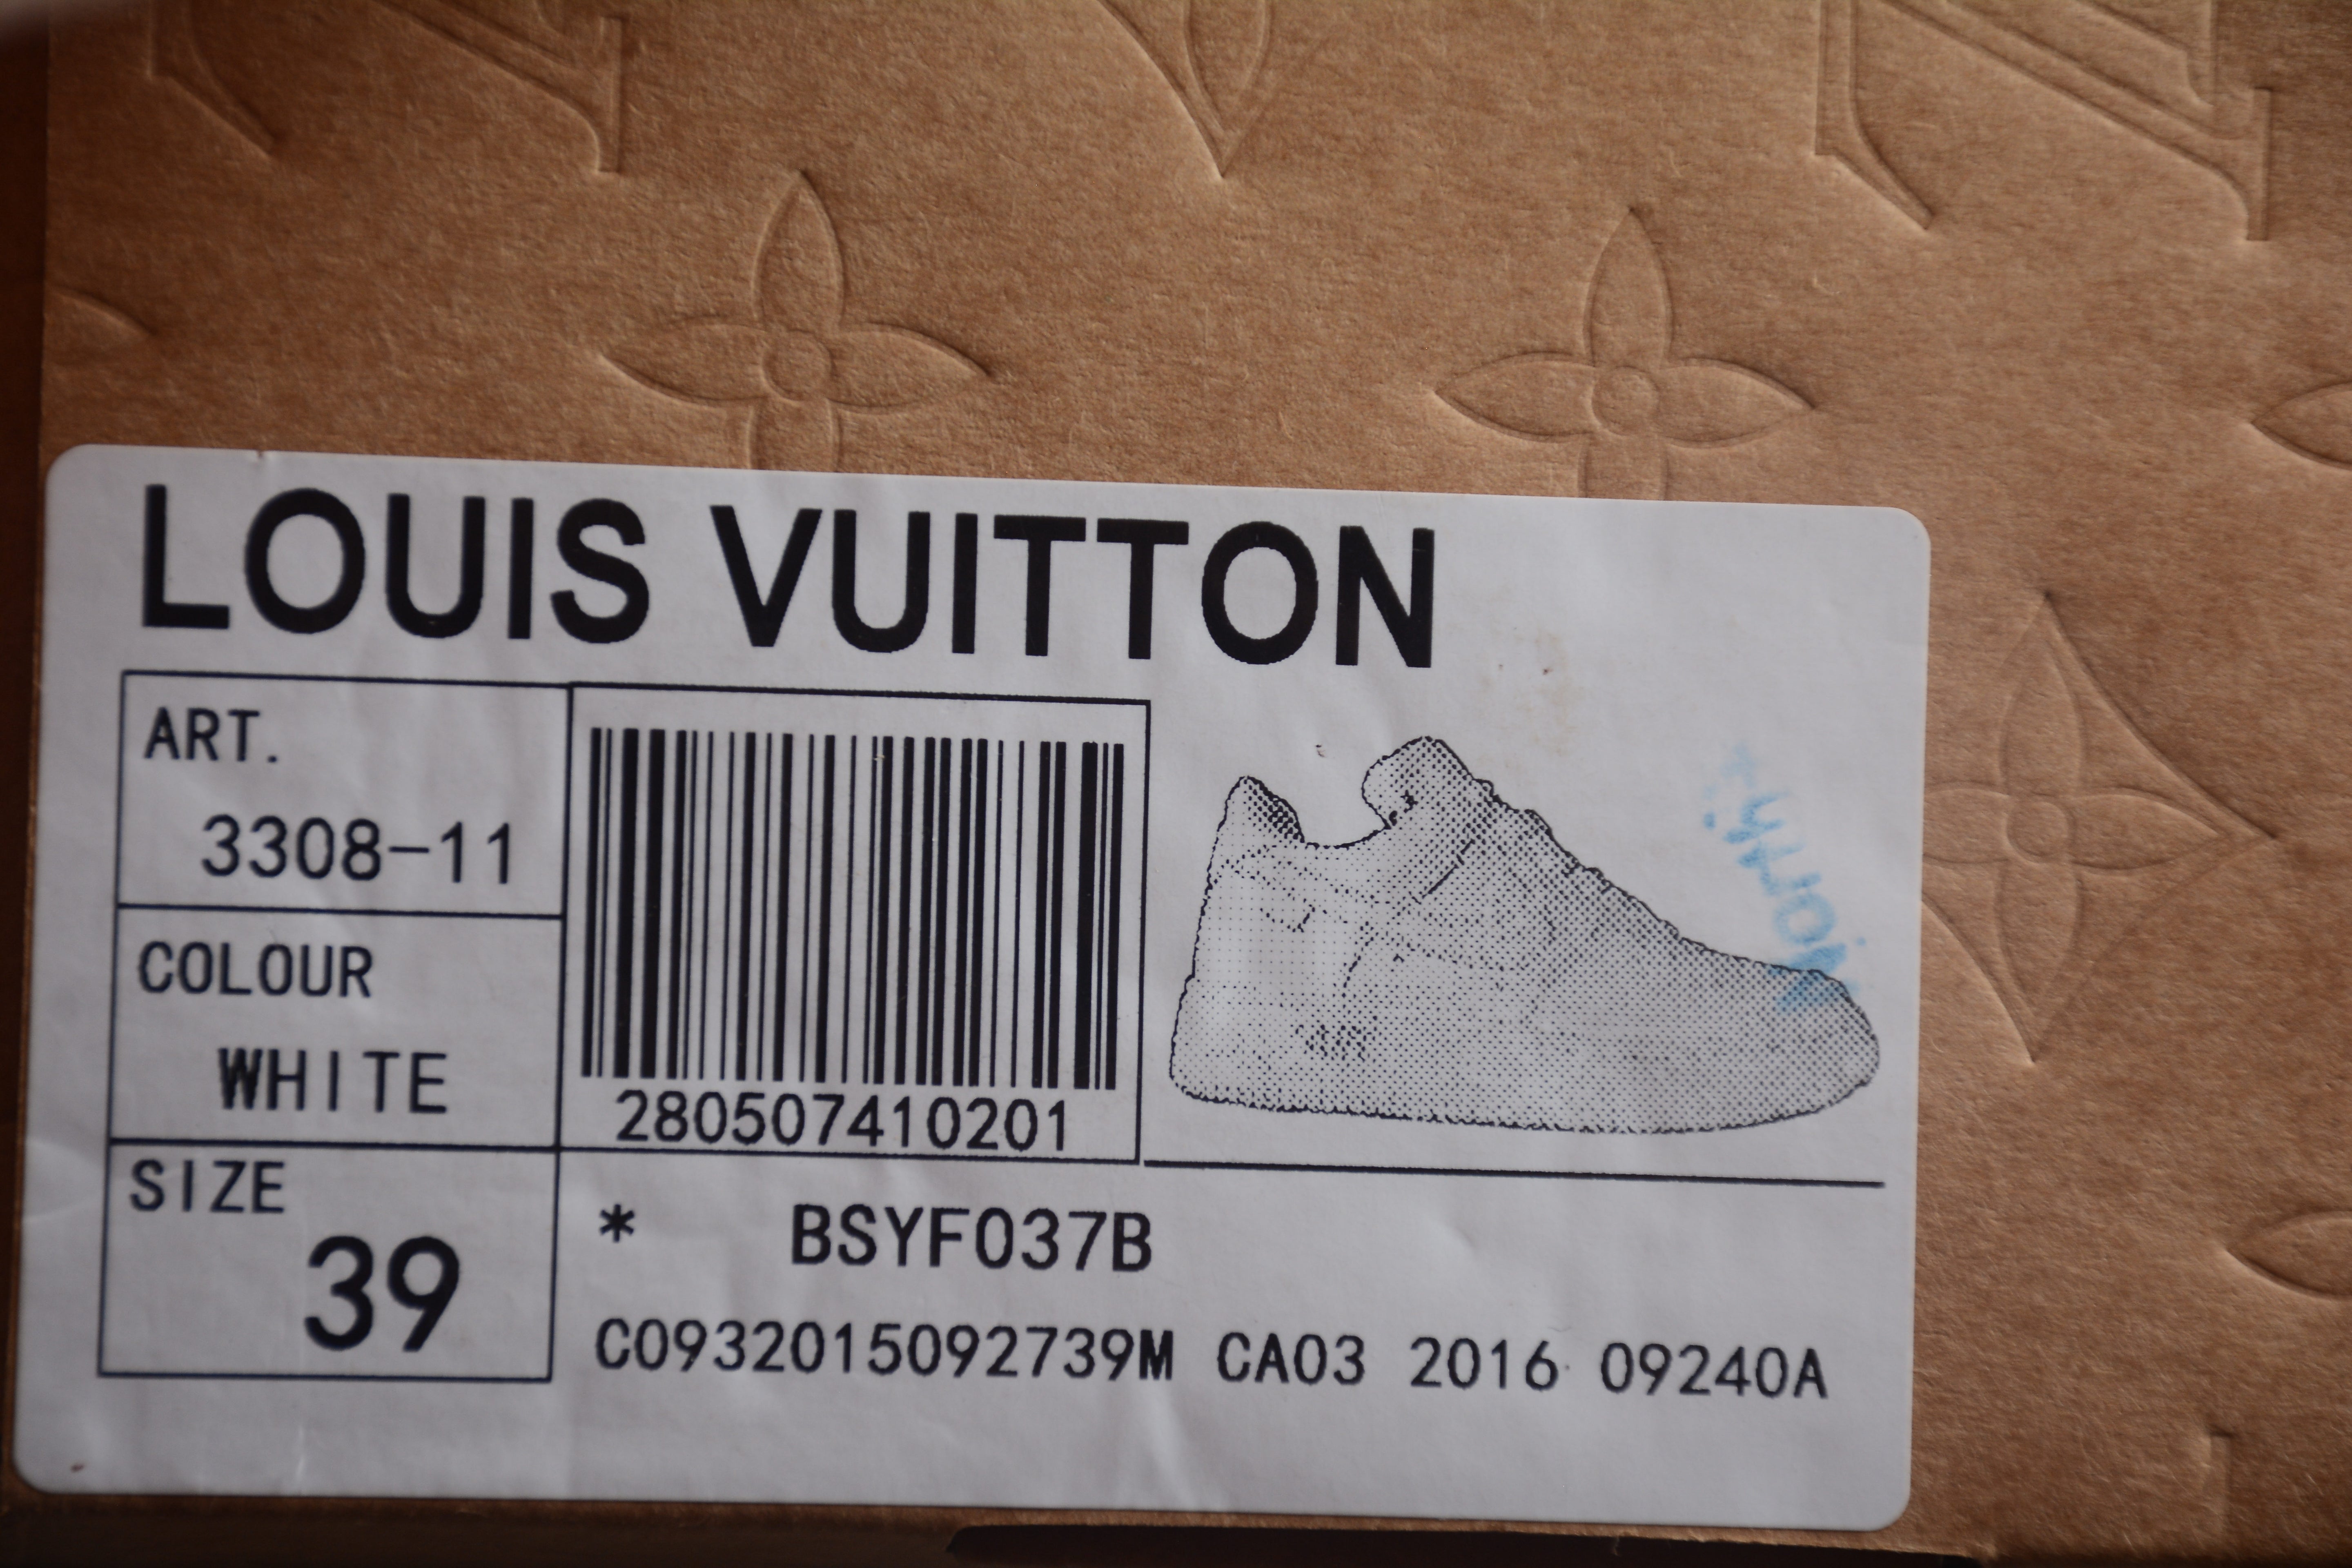 LOUIS VUITTON
ART.
3308-11
COLOUR
WHITE
SIZE
39
280507410201
* BSYF037B
C0932015092739M CA03 2016 09240A